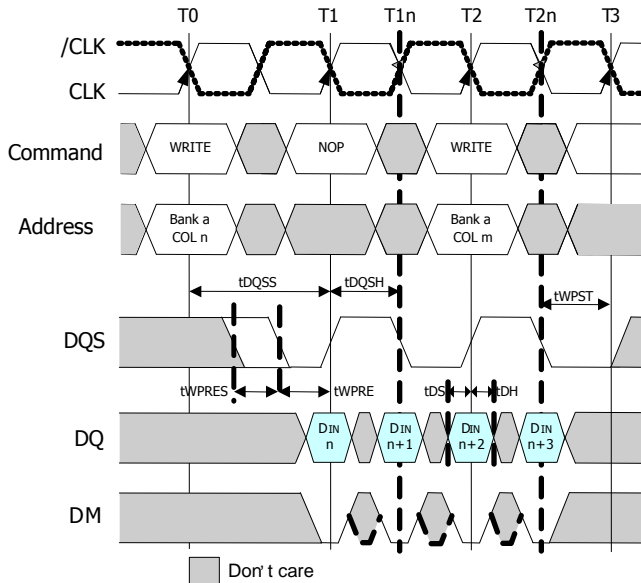 T0 T1 T1n T2 T2n T3
/CLK
CLK
Command WRITE NOP WRITE
Address Bank a COL n Bank a COL m
tDQSS tDQSH tWPST
DQS
tWPRES tWPRE tDS tDH
DQ DIN n DIN n+1 DIN n+2 DIN n+3
DM
Don't care